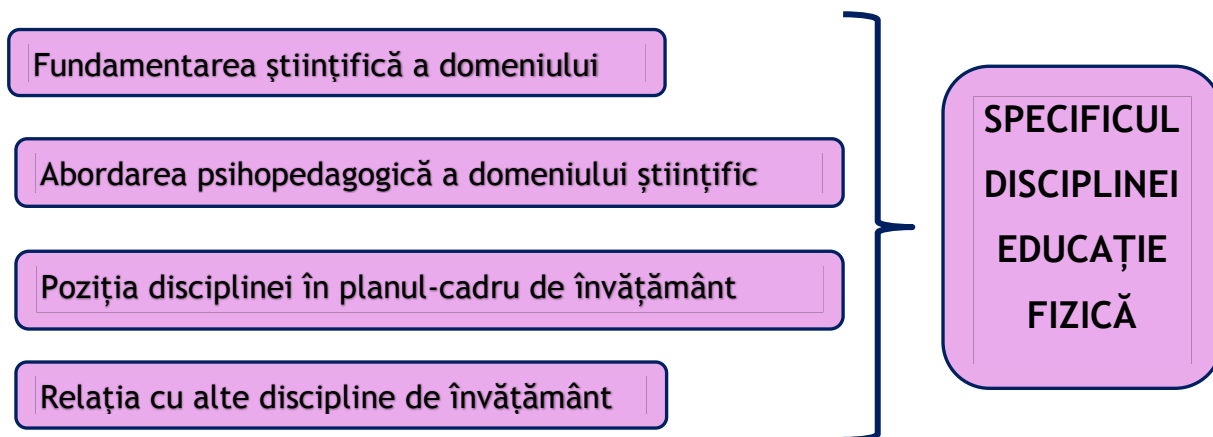 Fundamentarea ştiințifică a domeniului
Abordarea psihopedagogică a domeniului științific
Poziția disciplinei în planul-cadru de învățământ
Relația cu alte discipline de învățământ
SPECIFICUL
DISCIPLINEI
EDUCAȚIE
FIZICĂ